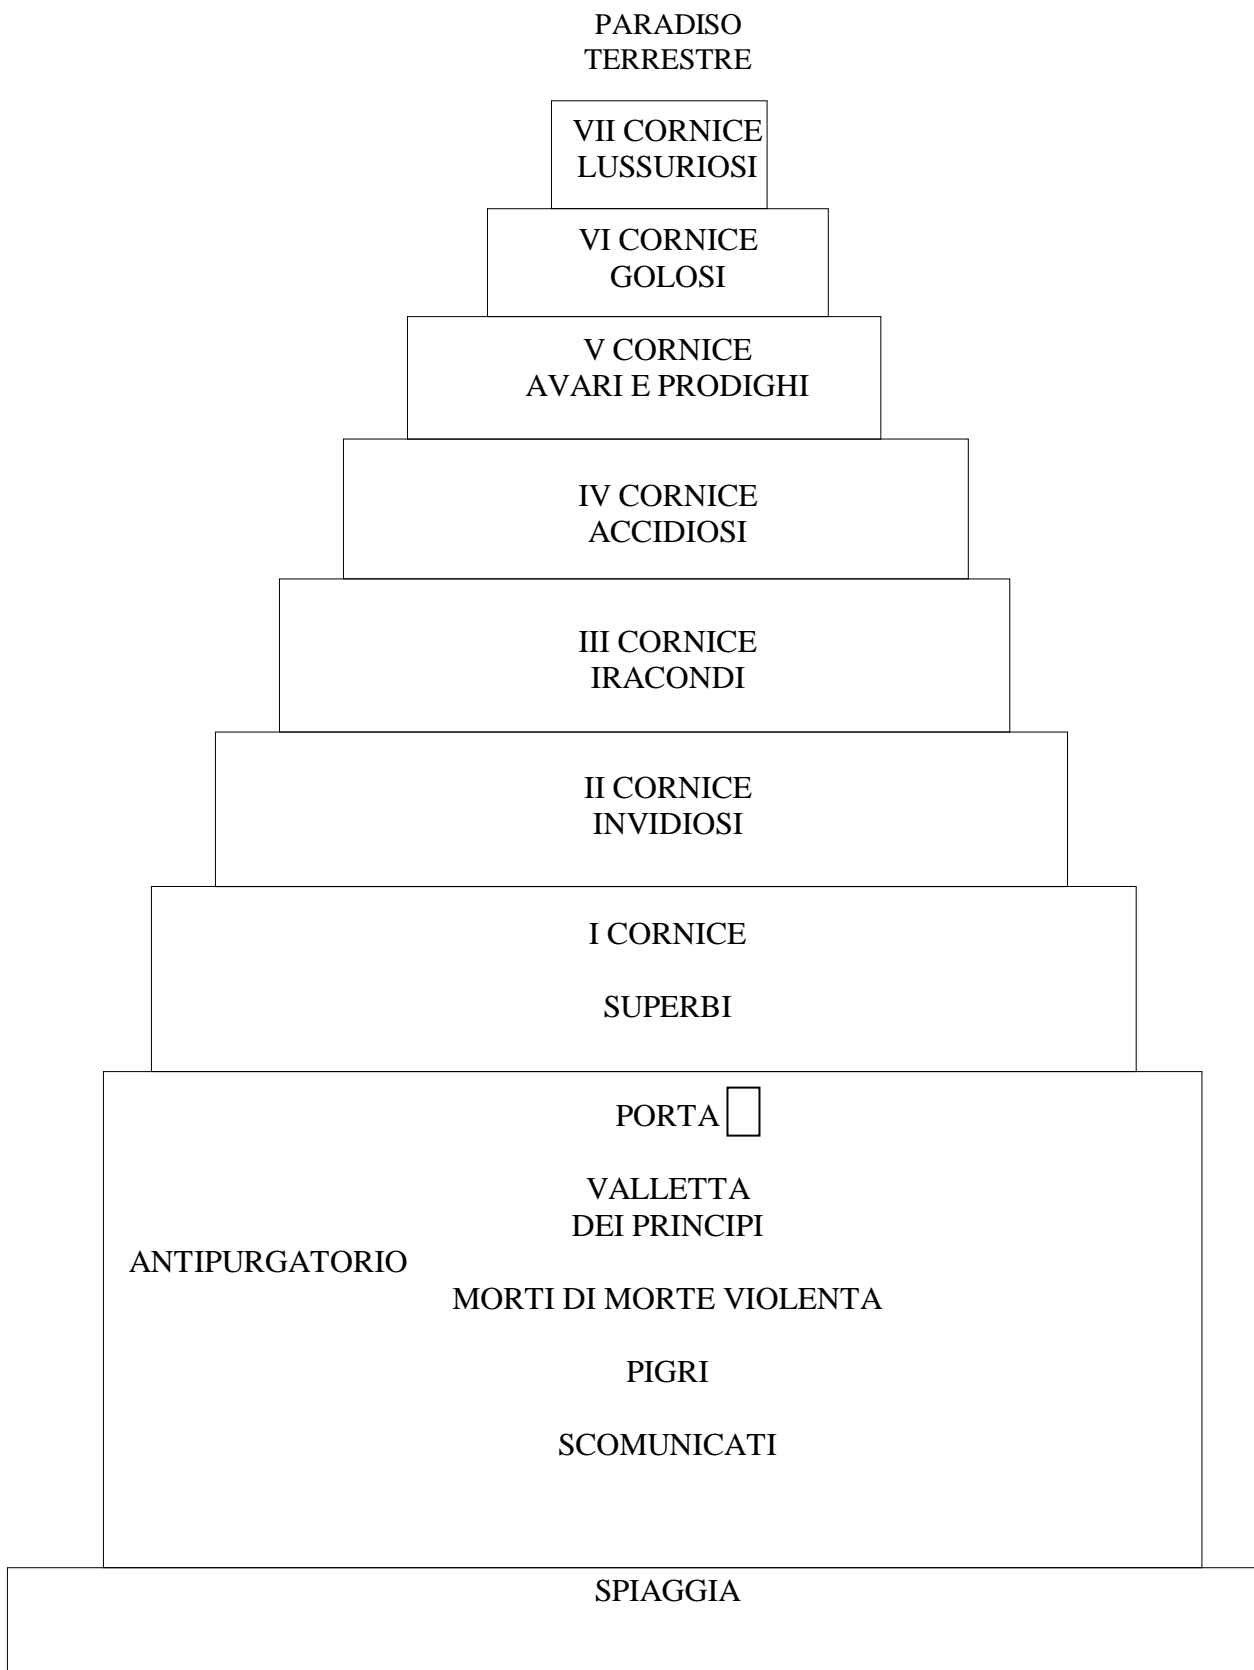 PARADISO
TERRESTRE
VII CORNICE
LUSSURIOSI
VI CORNICE
GOLOSI
V CORNICE
AVARI E PRODIGHI
IV CORNICE
ACCIDIOSI
III CORNICE
IRACONDI
II CORNICE
INVIDIOSI
I CORNICE
SUPERBI
PORTA
VALLETTA
DEI PRINCIPI
ANTIPURGATORIO
MORTI DI MORTE VIOLENTA
PIGRI
SCOMUNICATI
SPIAGGIA